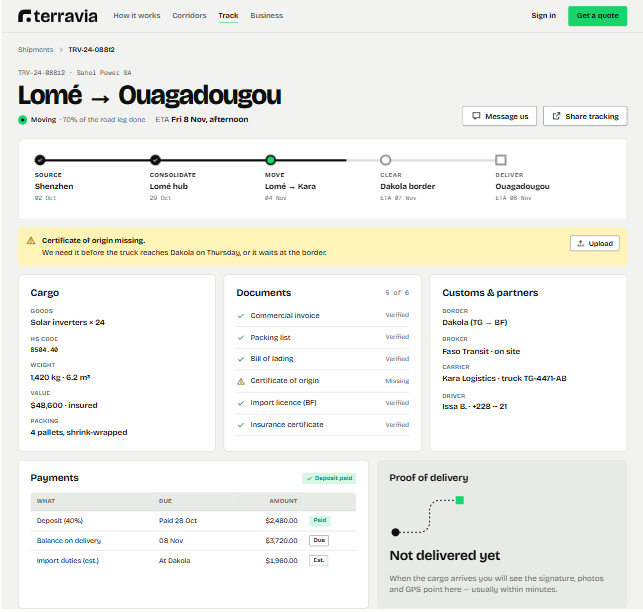 terravia How it works Corridors Track Business Sign in Get a quote
Shipments > TRV-24-08812
TRV-24-08812 · Sahel Power SA
Lomé → Ouagadougou
Moving · 70% of the road leg done ETA Fri 8 Nov, afternoon
Message us Share tracking
SOURCE CONSOLIDATE MOVE CLEAR DELIVER
Shenzhen Lomé hub Lomé → Kara Dakola border Ouagadougou
02 Oct 29 Oct 04 Nov ETA 07 Nov ETA 08 Nov
Certificate of origin missing.
We need it before the truck reaches Dakola on Thursday, or it waits at the border.
Upload
Cargo
GOODS
Solar inverters × 24
HS CODE
8504.40
WEIGHT
1,420 kg · 6.2 m³
VALUE
$48,600 · insured
PACKING
4 pallets, shrink-wrapped
Documents 5 of 6
Commercial invoice Verified
Packing list Verified
Bill of lading Verified
Certificate of origin Missing
Import licence (BF) Verified
Insurance certificate Verified
Customs & partners
BORDER
Dakola (TG → BF)
BROKER
Faso Transit · on site
CARRIER
Kara Logistics · truck TG-4471-AB
DRIVER
Issa B. · +228 ·· 21
Payments Deposit paid
WHAT DUE AMOUNT
Deposit (40%) Paid 28 Oct $2,480.00 Paid
Balance on delivery 08 Nov $3,720.00 Due
Import duties (est.) At Dakola $1,960.00 Est.
Proof of delivery
Not delivered yet
When the cargo arrives you will see the signature, photos
and GPS point here — usually within minutes.